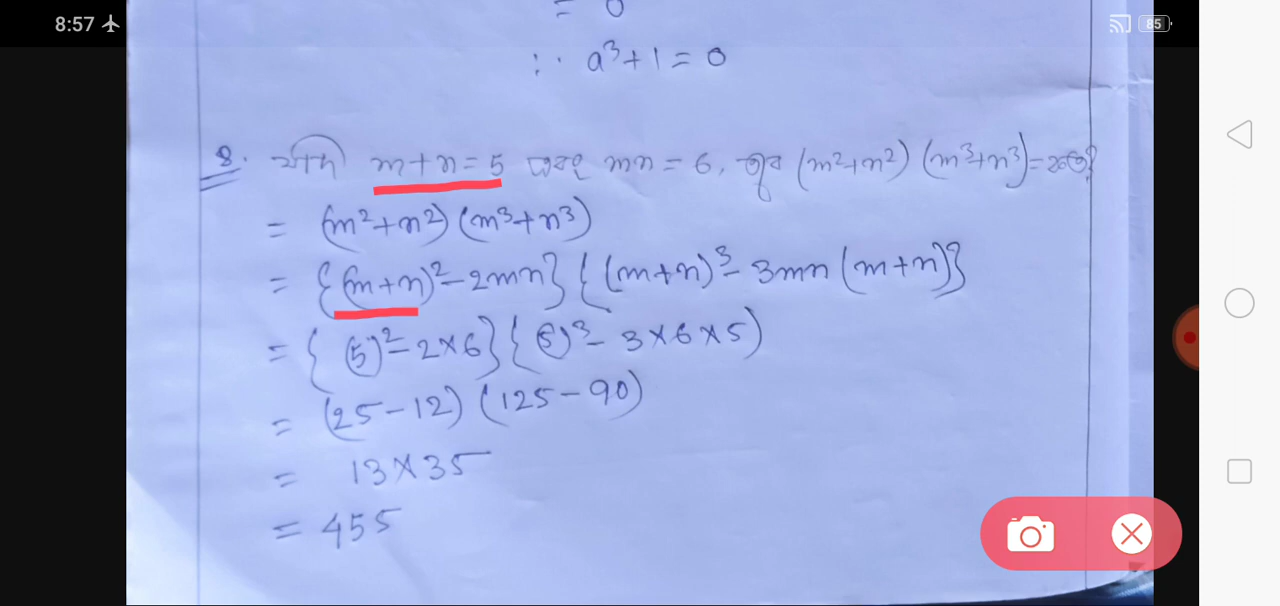 8:57
85
= 0
∴ a³+1 = 0
8. যদি m+n=5 এবং mn = 6, তবে (m²+n²) (m³+n³) = কত?
= (m²+n²) (m³+n³)
= {(m+n)²-2mn} {(m+n)³- 3mn (m+n)}
= { (5)²- 2×6} { (5)³- 3×6×5)
= (25-12) (125-90)
= 13×35
= 455